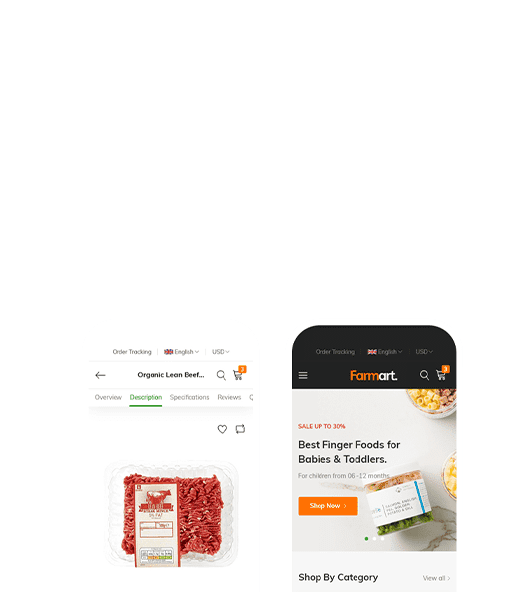 Order Tracking English USD
Organic Lean Beef...
3
Overview Description Specifications Reviews
Order Tracking English USD
Farmart.
3
SALE UP TO 30%
Best Finger Foods for
Babies & Toddlers.
For children from 06-12 months
Shop Now
Shop By Category
View all